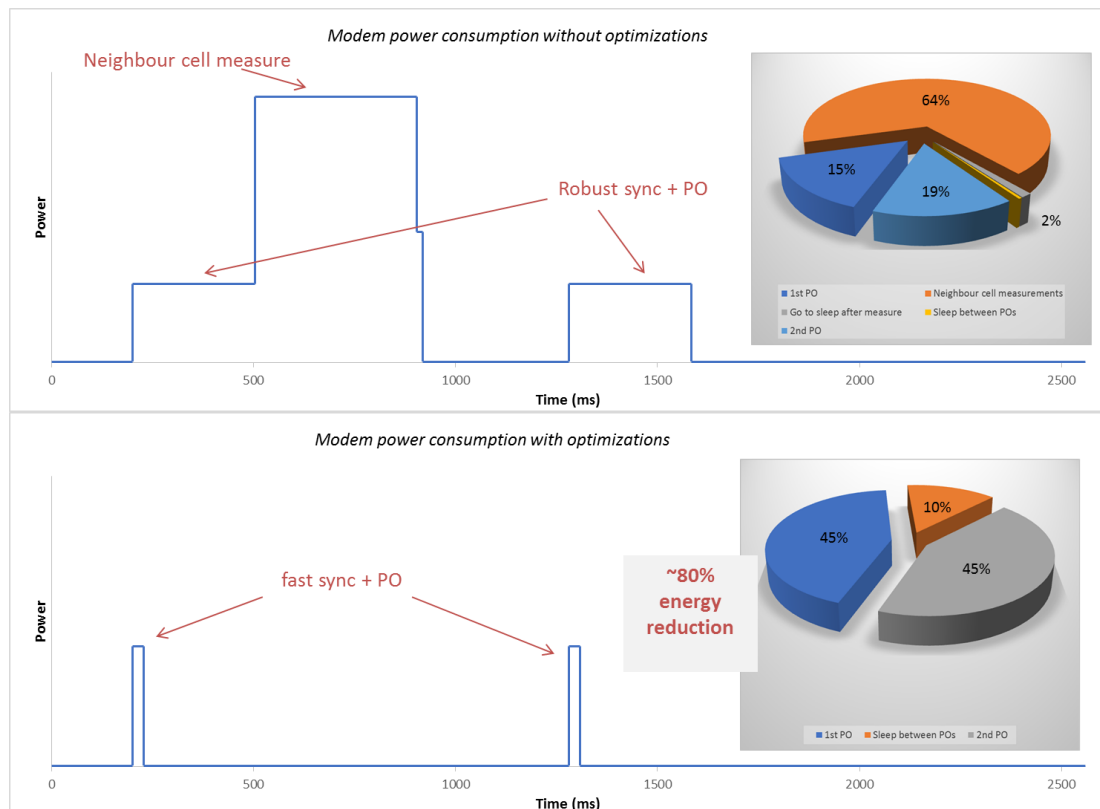 Modem power consumption without optimizations
Neighbour cell measure
Robust sync + PO
Power
0 500 1000 1500 2000 2500
Time (ms)
64%
15%
19%
2%
1st PO Neighbour cell measurements
Go to sleep after measure Sleep between POs
2nd PO
Modem power consumption with optimizations
fast sync + PO
Power
0 500 1000 1500 2000 2500
Time (ms)
~80%
energy
reduction
10%
45%
45%
1st PO Sleep between POs 2nd PO